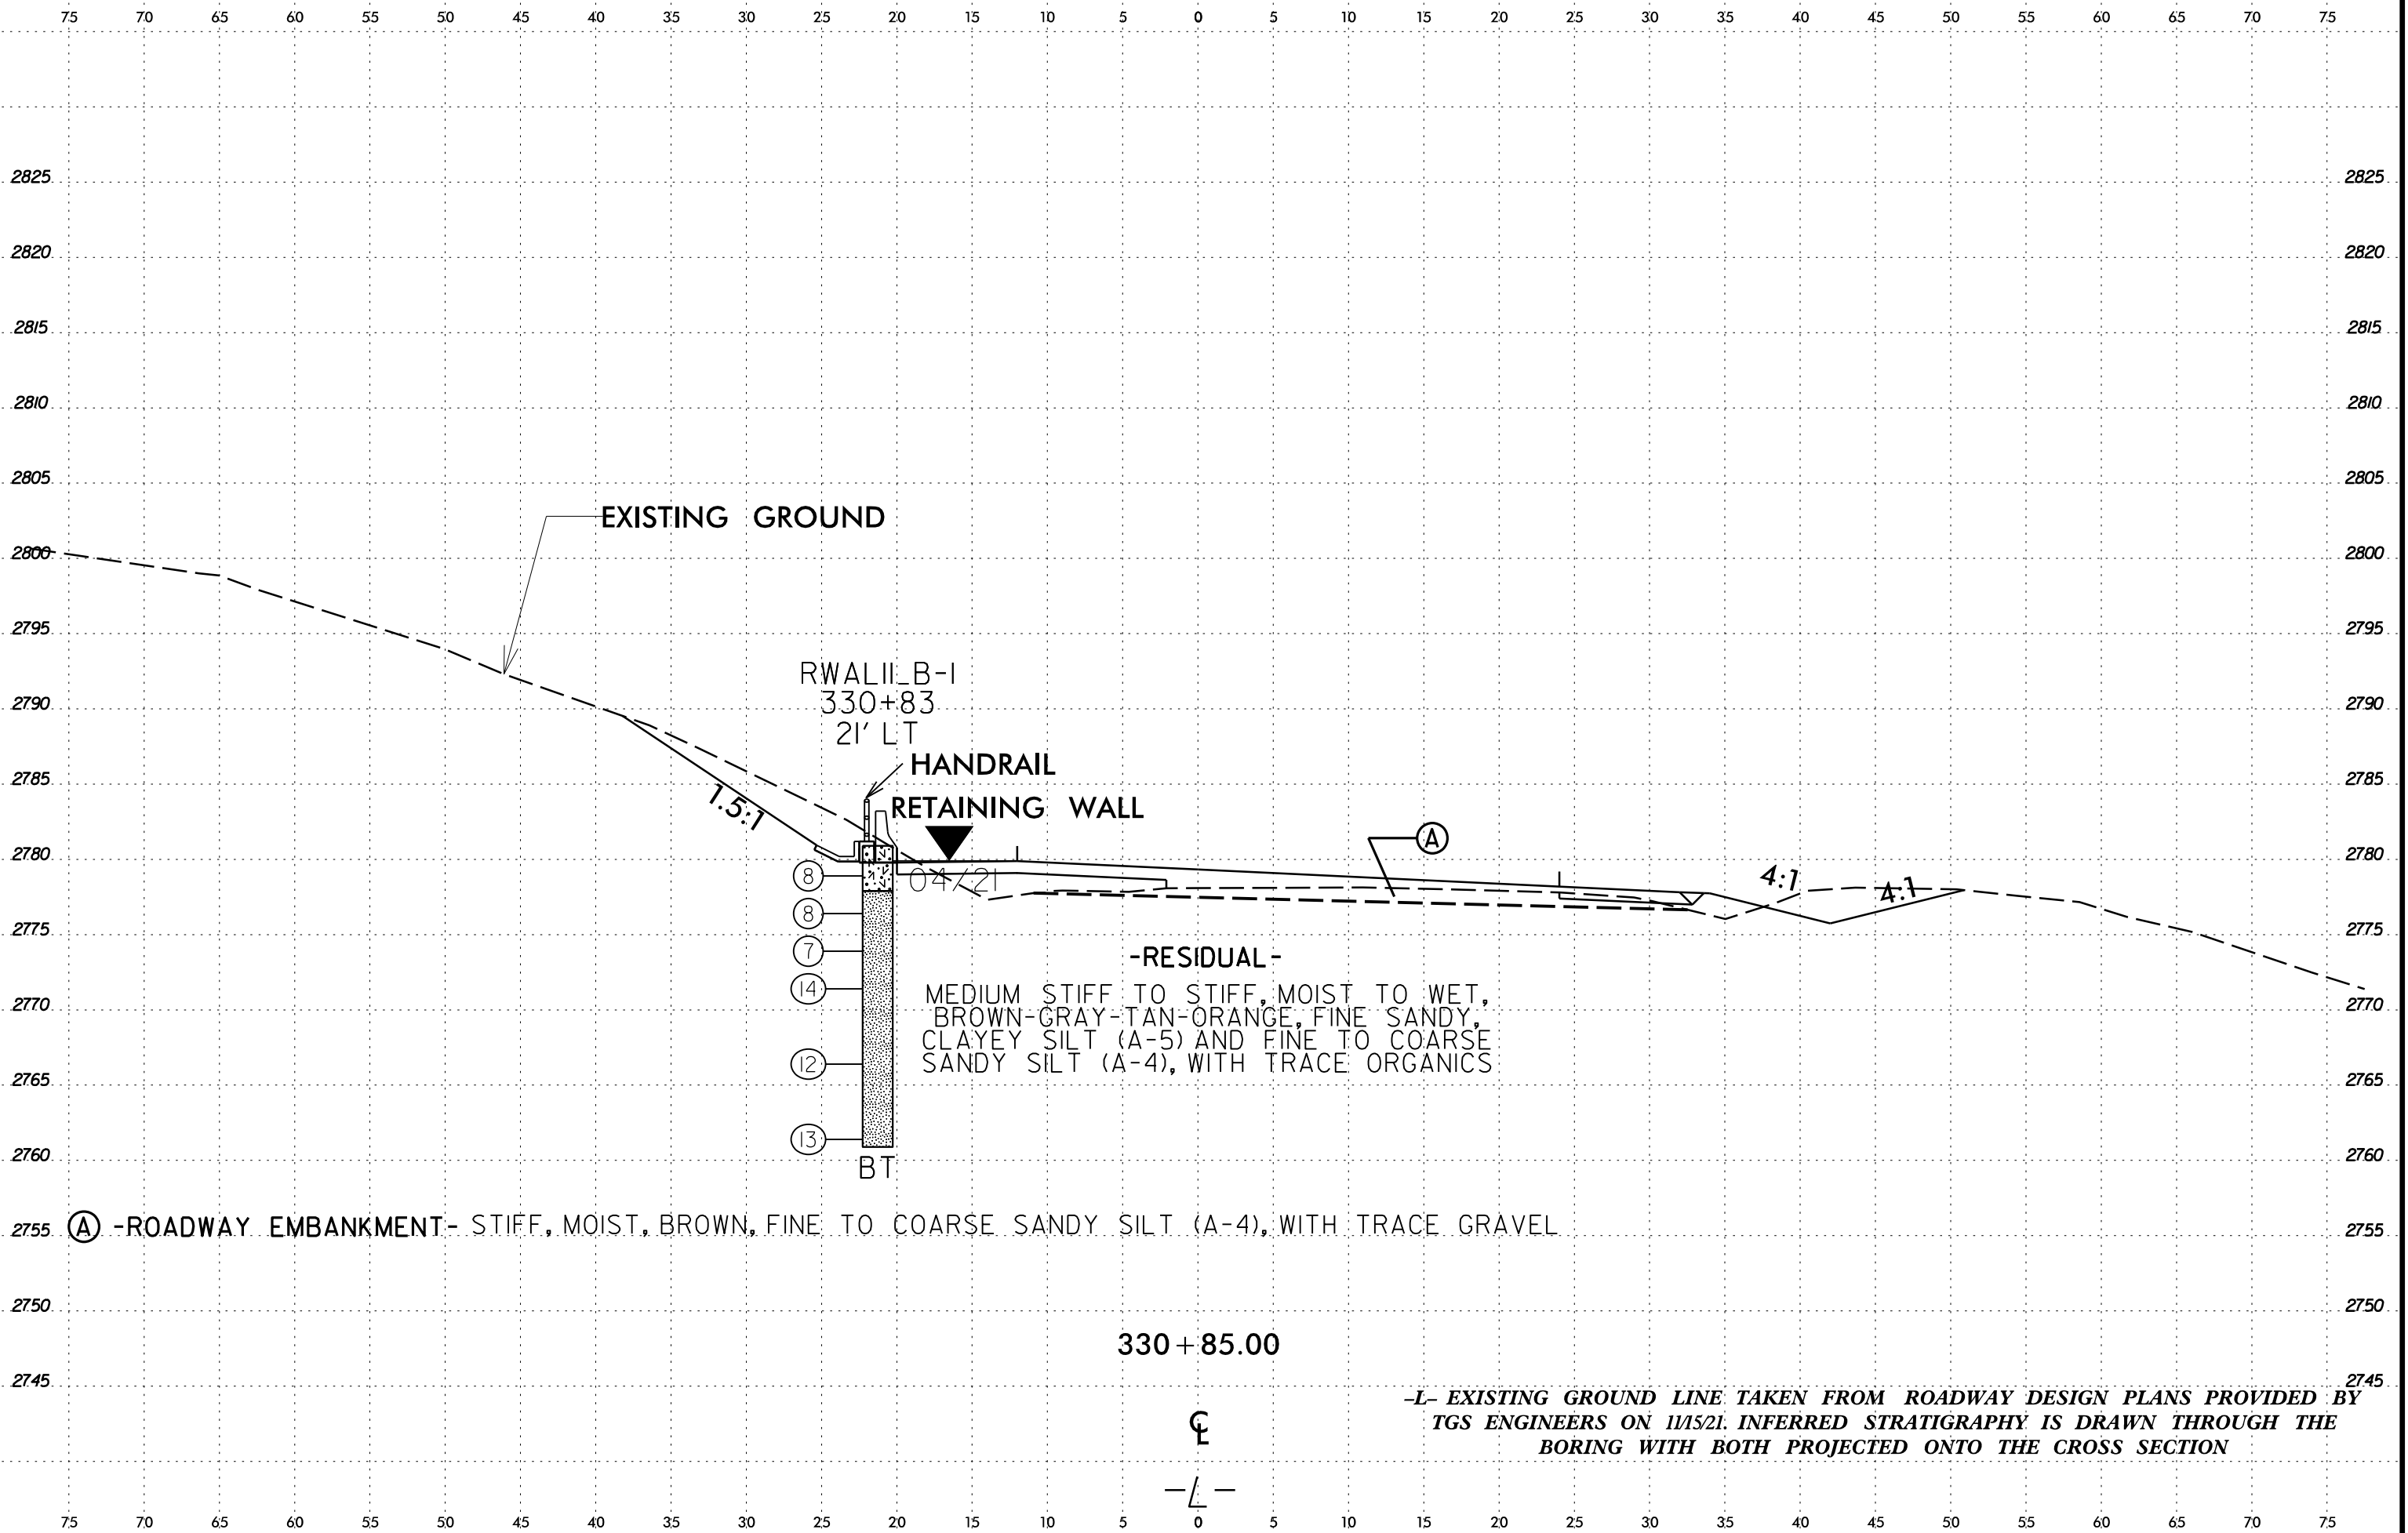 75 70 65 60 55 50 45 40 35 30 25 20 15 10 5 0 5 10 15 20 25 30 35 40 45 50 55 60 65 70 75
2825 2825
2820 2820
2815 2815
2810 2810
2805 2805
EXISTING GROUND
2800 2800
2795 2795
RWAL11_B-1
330+83
2790 2790
21' LT
HANDRAIL
2785 2785
1.5:1
RETAINING WALL
A
2780 2780
8
04/21
4:1
4:1
8
2775 2775
7
-RESIDUAL-
14
MEDIUM STIFF TO STIFF, MOIST TO WET,
2770 2770
BROWN-GRAY-TAN-ORANGE, FINE SANDY,
CLAYEY SILT (A-5) AND FINE TO COARSE
12
SANDY SILT (A-4), WITH TRACE ORGANICS
2765 2765
13
2760 2760
BT
A -ROADWAY EMBANKMENT- STIFF, MOIST, BROWN, FINE TO COARSE SANDY SILT (A-4), WITH TRACE GRAVEL
2755 2755
2750 2750
330+85.00
2745 2745
-L- EXISTING GROUND LINE TAKEN FROM ROADWAY DESIGN PLANS PROVIDED BY
TGS ENGINEERS ON 11/15/21. INFERRED STRATIGRAPHY IS DRAWN THROUGH THE
BORING WITH BOTH PROJECTED ONTO THE CROSS SECTION
℄
-L-
75 70 65 60 55 50 45 40 35 30 25 20 15 10 5 0 5 10 15 20 25 30 35 40 45 50 55 60 65 70 75